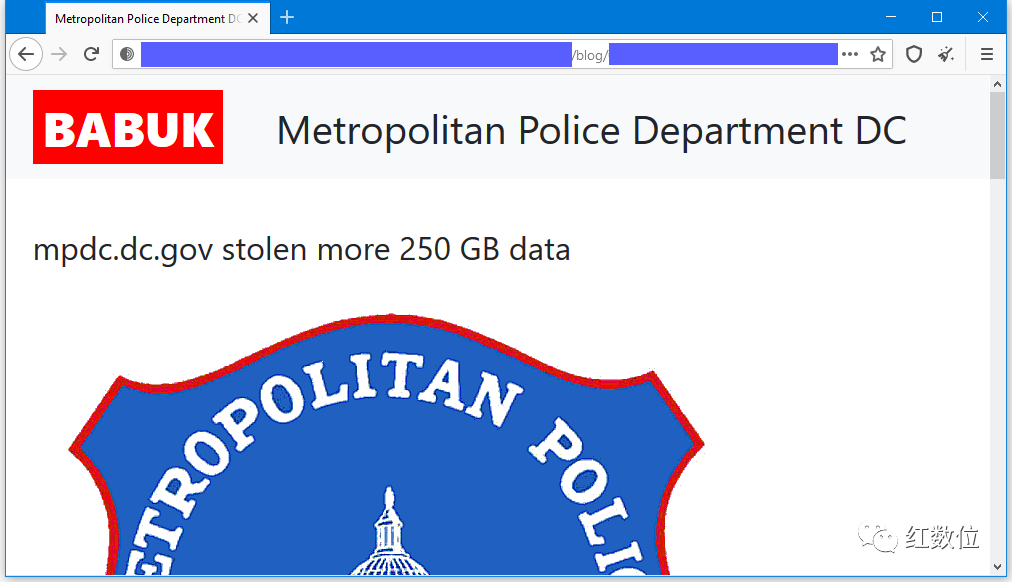 Metropolitan Police Department DC
/blog/
BABUK
Metropolitan Police Department DC
mpdc.dc.gov stolen more 250 GB data
METROPOLITAN POLIC
红数位